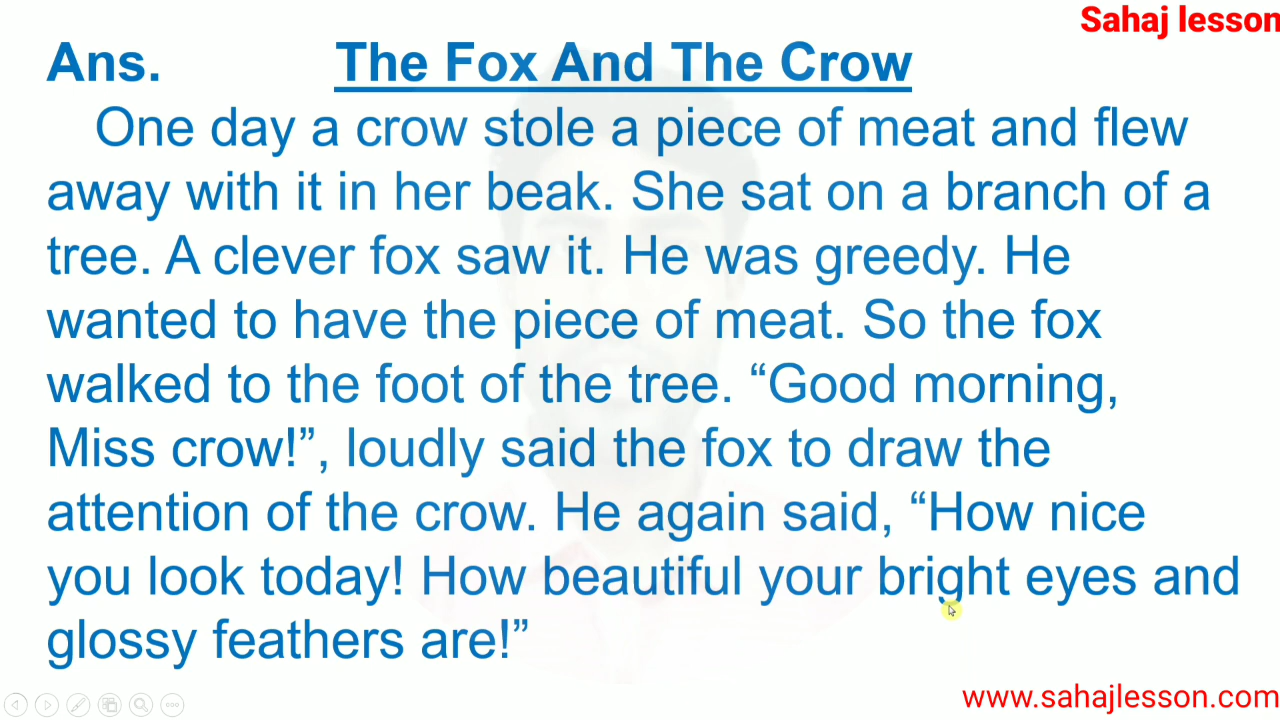 Sahaj lesson
Ans. The Fox And The Crow
One day a crow stole a piece of meat and flew
away with it in her beak. She sat on a branch of a
tree. A clever fox saw it. He was greedy. He
wanted to have the piece of meat. So the fox
walked to the foot of the tree. “Good morning,
Miss crow!”, loudly said the fox to draw the
attention of the crow. He again said, “How nice
you look today! How beautiful your bright eyes and
glossy feathers are!”
www.sahajlesson.com